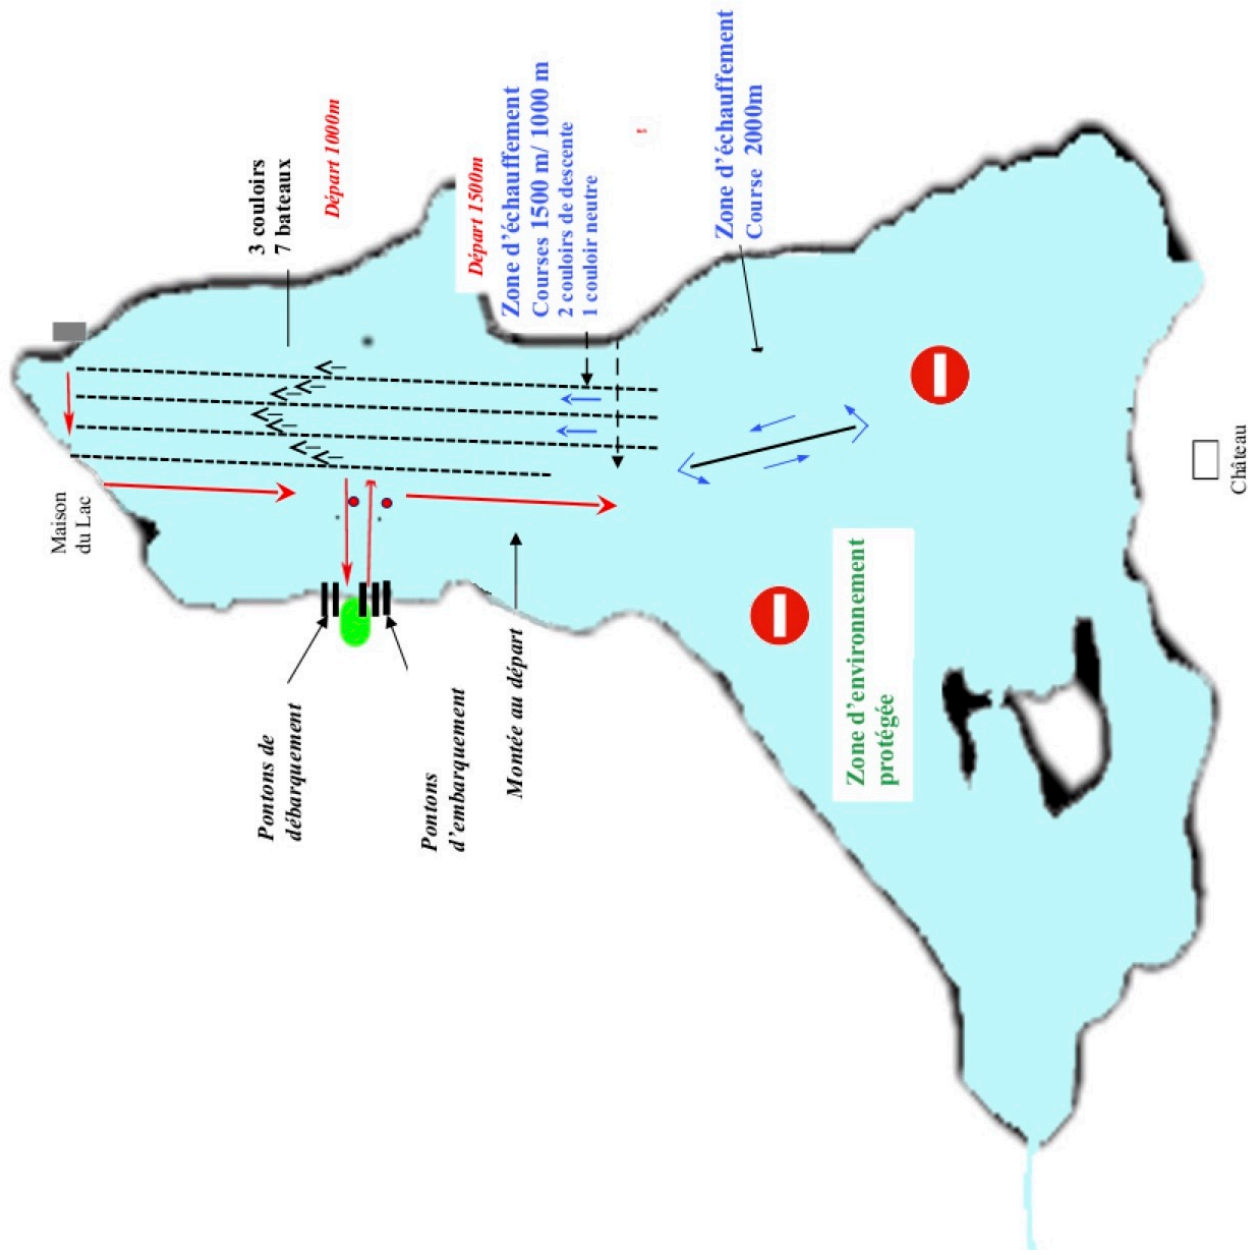 Maison
du Lac
3 couloirs
7 bateaux
Départ 1000m
Départ 1500m
Zone d'échauffement
Courses 1500 m/ 1000 m
2 couloirs de descente
1 couloir neutre
Zone d'échauffement
Course 2000m
Pontons de
débarquement
Pontons
d'embarquement
Montée au départ
Zone d'environnement
protégée
Château